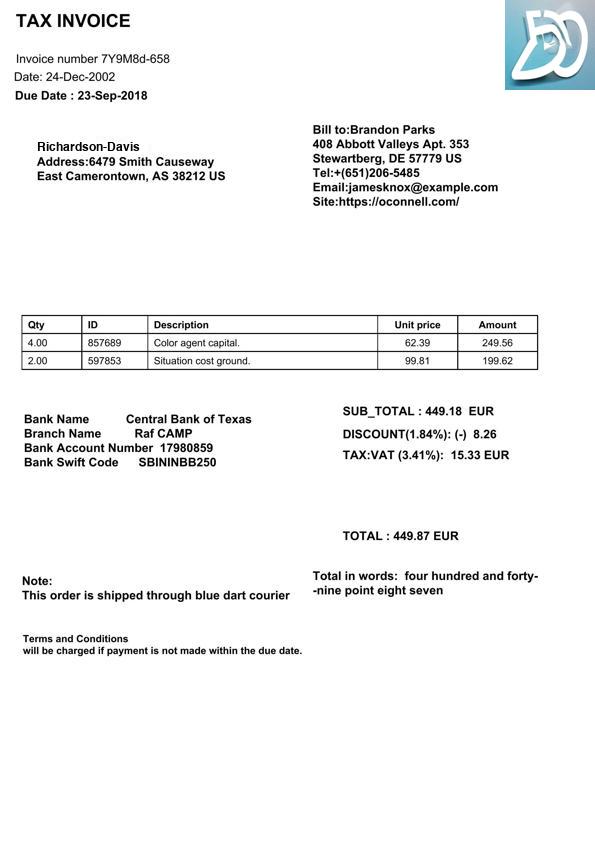 TAX INVOICE
Invoice number 7Y9M8d-658
Date: 24-Dec-2002
Due Date : 23-Sep-2018
Richardson-Davis
Address:6479 Smith Causeway
East Camerontown, AS 38212 US
Bill to:Brandon Parks
408 Abbott Valleys Apt. 353
Stewartberg, DE 57779 US
Tel:+(651)206-5485
Email:jamesknox@example.com
Site:https://oconnell.com/
Qty ID Description Unit price Amount
4.00 857689 Color agent capital. 62.39 249.56
2.00 597853 Situation cost ground. 99.81 199.62
Bank Name Central Bank of Texas
Branch Name Raf CAMP
Bank Account Number 17980859
Bank Swift Code SBININBB250
SUB_TOTAL : 449.18 EUR
DISCOUNT(1.84%): (-) 8.26
TAX:VAT (3.41%): 15.33 EUR
TOTAL : 449.87 EUR
Total in words: four hundred and forty-
-nine point eight seven
Note:
This order is shipped through blue dart courier
Terms and Conditions
will be charged if payment is not made within the due date.